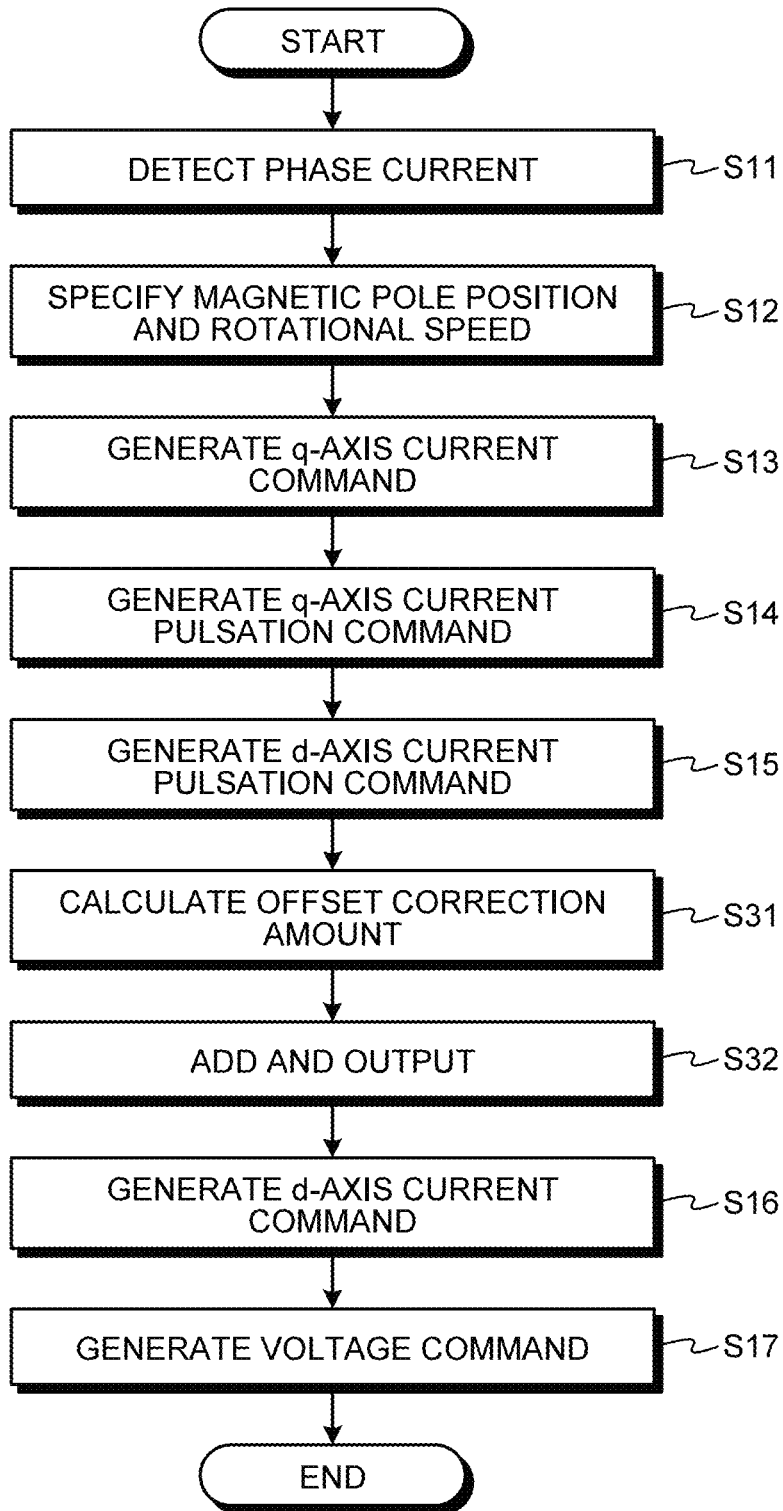 START
DETECT PHASE CURRENT
S11
SPECIFY MAGNETIC POLE POSITION
AND ROTATIONAL SPEED
S12
GENERATE q-AXIS CURRENT
COMMAND
S13
GENERATE q-AXIS CURRENT
PULSATION COMMAND
S14
GENERATE d-AXIS CURRENT
PULSATION COMMAND
S15
CALCULATE OFFSET CORRECTION
AMOUNT
S31
ADD AND OUTPUT
S32
GENERATE d-AXIS CURRENT
COMMAND
S16
GENERATE VOLTAGE COMMAND
S17
END